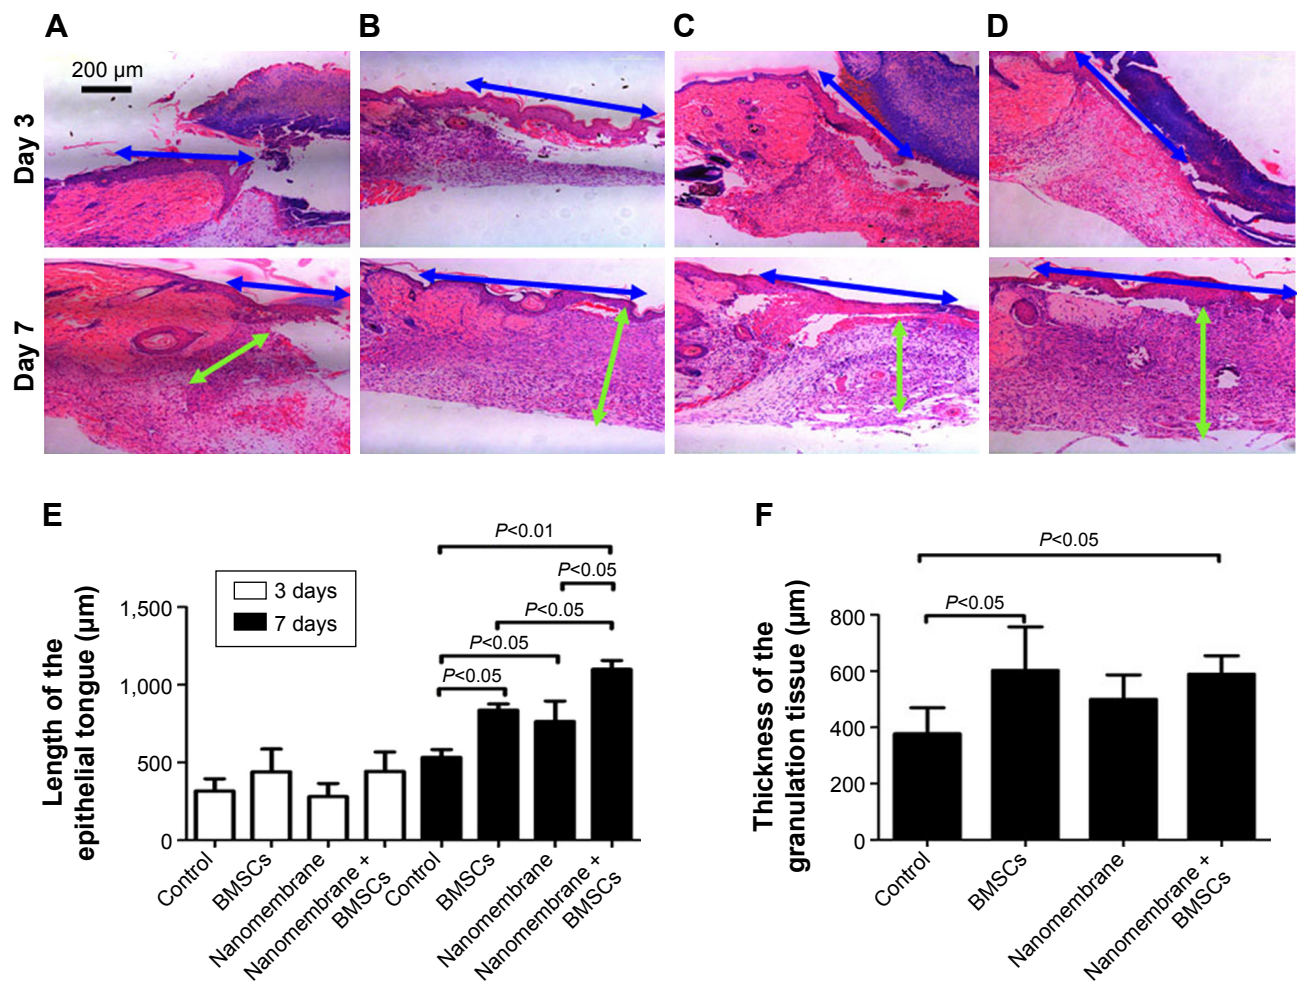 A
B
C
D
200 µm
Day 3
Day 7
E
P<0.01
P<0.05
P<0.05
P<0.05
P<0.05
3 days
7 days
Length of the
epithelial tongue (µm)
1,500
1,000
500
0
Control
BMSCs
Nanomembrane
Nanomembrane +
BMSCs
Control
BMSCs
Nanomembrane
Nanomembrane +
BMSCs
F
P<0.05
P<0.05
Thickness of the
granulation tissue (µm)
800
600
400
200
0
Control
BMSCs
Nanomembrane
Nanomembrane +
BMSCs